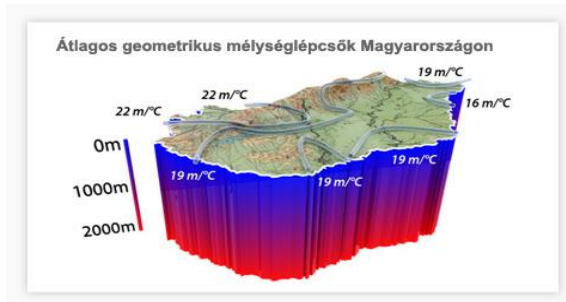 Átlagos geometrikus mélységlépcsők Magyarországon
19 m/°C
22 m/°C
16 m/°C
22 m/°C
0m
19 m/°C
19 m/°C
19 m/°C
1000m
2000m